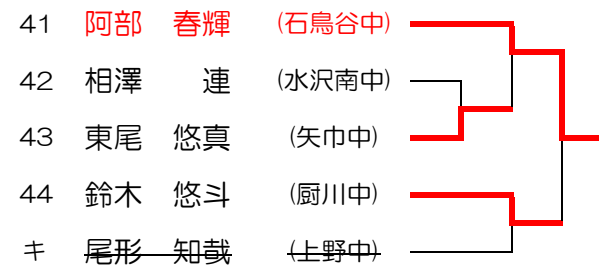 41 阿部 春輝 (石鳥谷中)
42 相澤 連 (水沢南中)
43 東尾 悠真 (矢巾中)
44 鈴木 悠斗 (厨川中)
キ 尾形 知哉 (上野中)